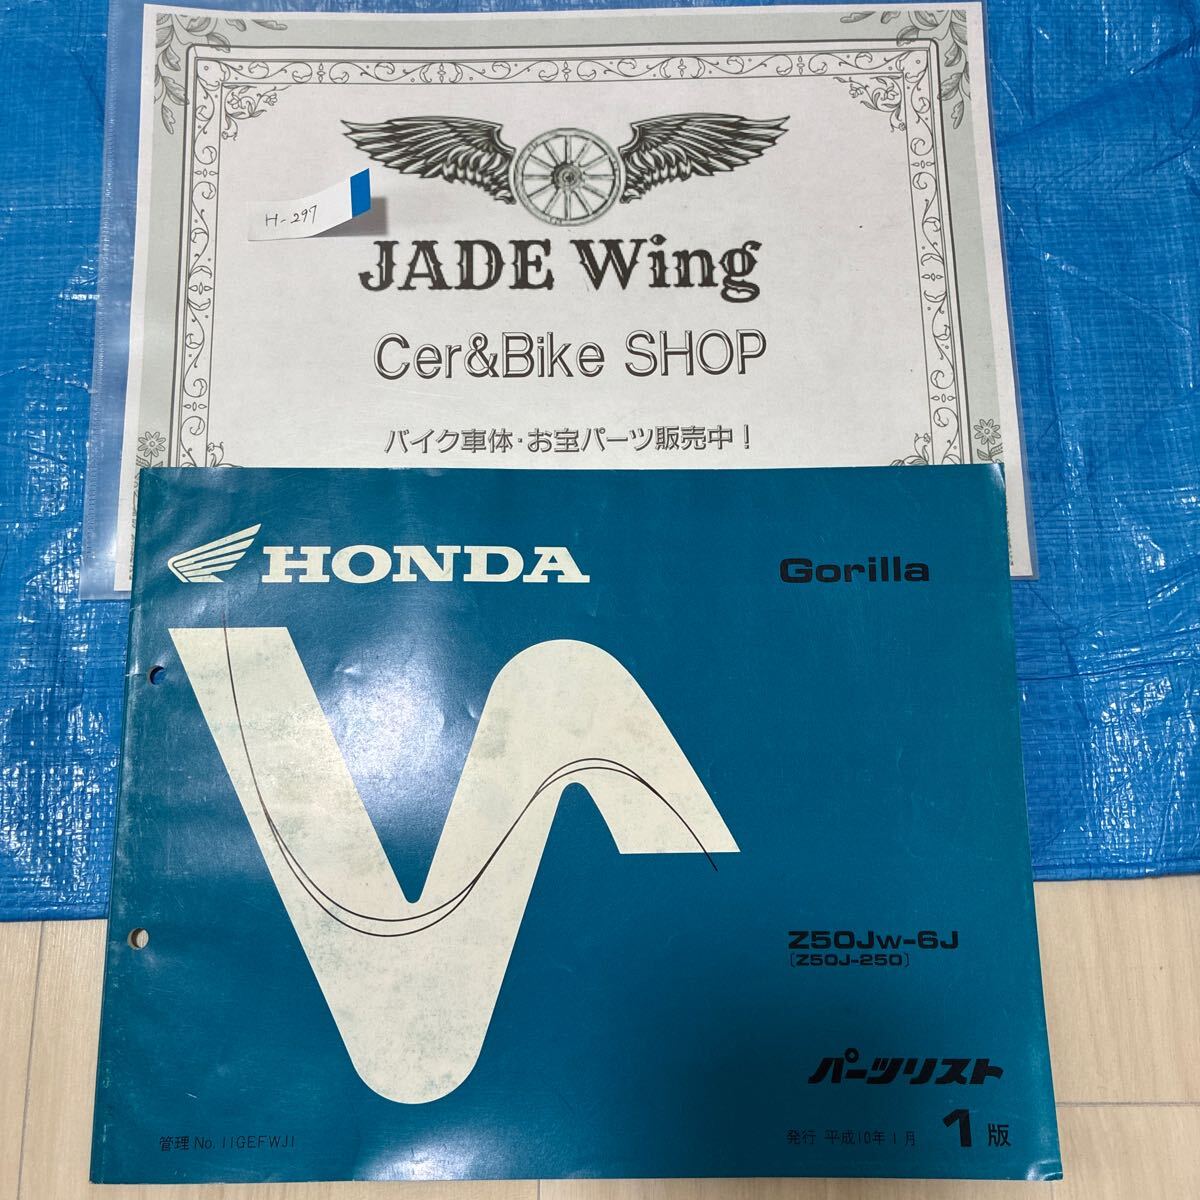 H-297
JADE Wing
Cer&Bike SHOP
バイク車体・お宝パーツ販売中！
HONDA
Gorilla
Z50JW-6J
〔Z50J-250〕
パーツリスト
管理No. 11GEFWJ1
発行 平成10年1月 1版